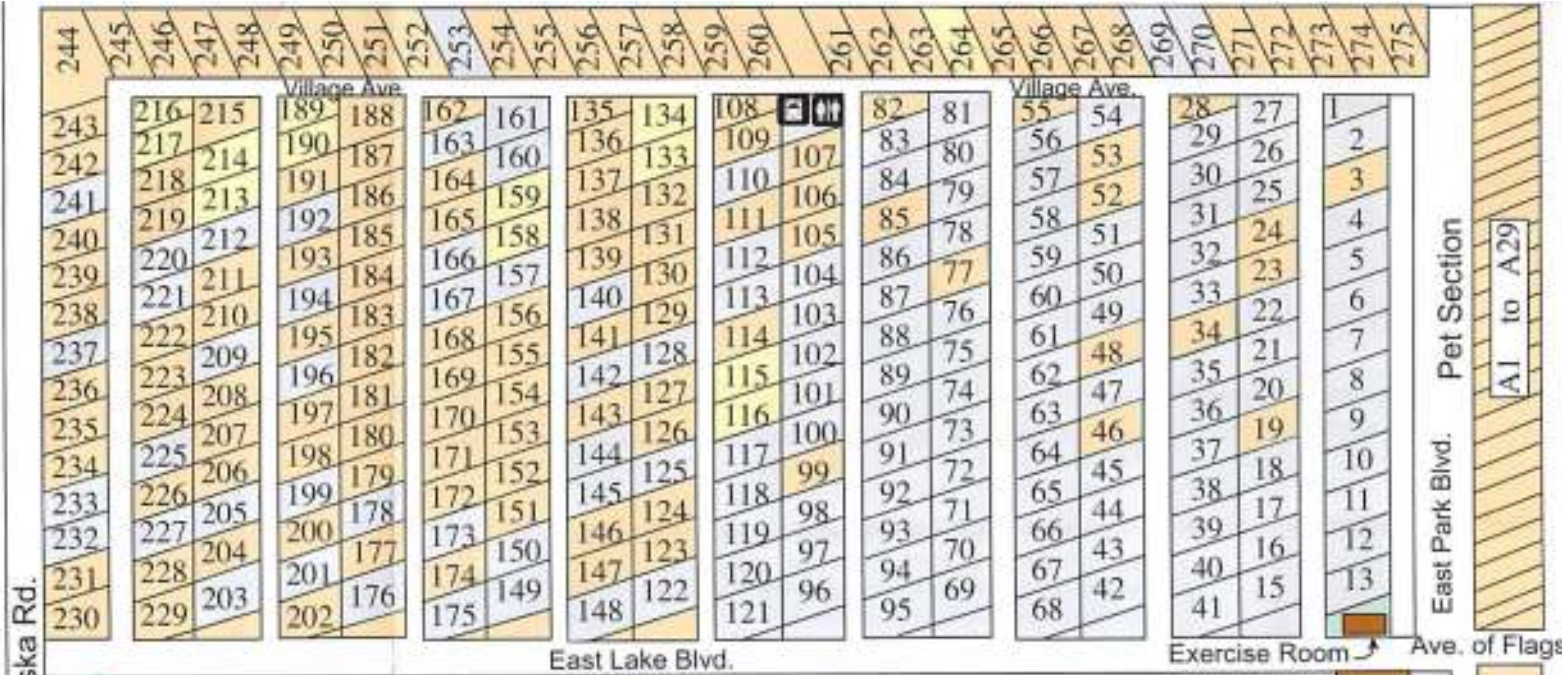 244 245 246 247 248 249 250 251 252 253 254 255 256 257 258 259 260 261 262 263 264 265 266 267 268 269 270 271 272 273 274 275
Village Ave
Village Ave.
243 242 241 240 239 238 237 236 235 234 233 232 231 230
216 217 218 219 220 221 222 223 224 225 226 227 228 229
215 214 213 212 211 210 209 208 207 206 205 204 203
189 190 191 192 193 194 195 196 197 198 199 200 201 202
188 187 186 185 184 183 182 181 180 179 178 177 176
162 163 164 165 166 167 168 169 170 171 172 173 174 175
161 160 159 158 157 156 155 154 153 152 151 150 149
135 136 137 138 139 140 141 142 143 144 145 146 147 148
134 133 132 131 130 129 128 127 126 125 124 123 122
108 109 110 111 112 113 114 115 116 117 118 119 120 121
107 106 105 104 103 102 101 100 99 98 97 96
82 83 84 85 86 87 88 89 90 91 92 93 94 95
81 80 79 78 77 76 75 74 73 72 71 70 69
55 56 57 58 59 60 61 62 63 64 65 66 67 68
54 53 52 51 50 49 48 47 46 45 44 43 42
28 29 30 31 32 33 34 35 36 37 38 39 40 41
27 26 25 24 23 22 21 20 19 18 17 16 15
1 2 3 4 5 6 7 8 9 10 11 12 13
Pet Section
A1 to A29
East Park Blvd.
ska Rd.
East Lake Blvd.
Exercise Room
Ave. of Flags